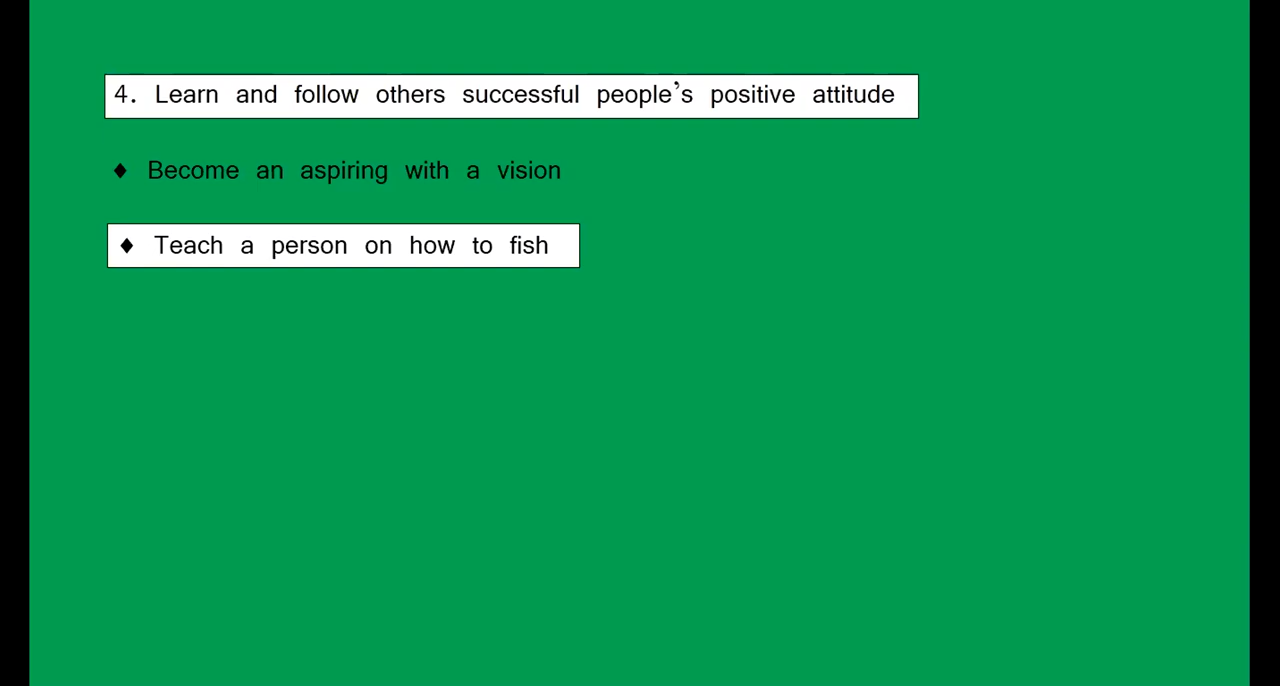 4. Learn and follow others successful people’s positive attitude
♦ Become an aspiring with a vision
♦ Teach a person on how to fish